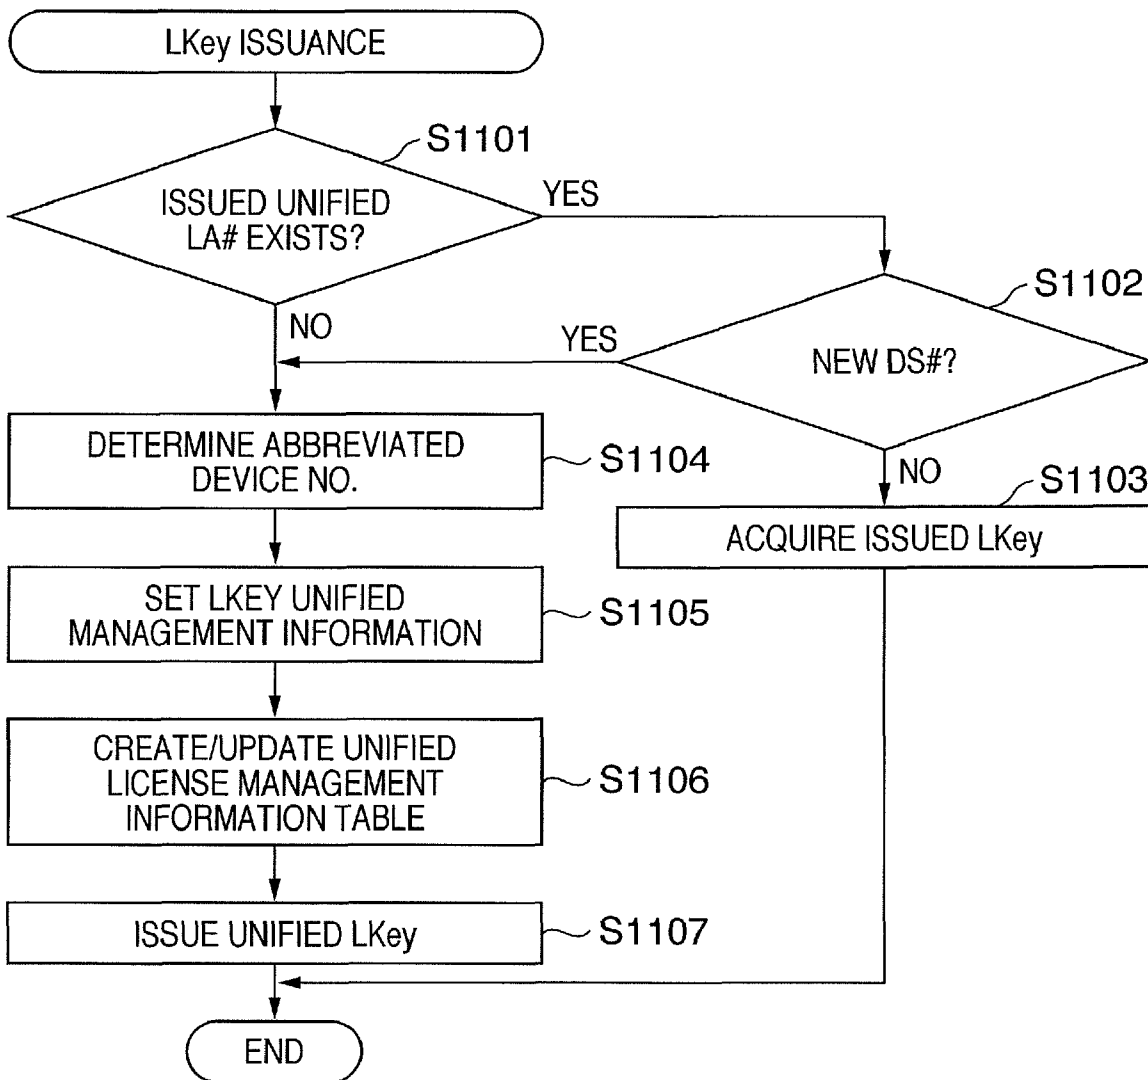 LKey ISSUANCE
S1101
ISSUED UNIFIED
LA# EXISTS?
YES
S1102
NO
YES
NEW DS#?
DETERMINE ABBREVIATED
DEVICE NO.
S1104
NO
S1103
ACQUIRE ISSUED LKey
SET LKEY UNIFIED
MANAGEMENT INFORMATION
S1105
CREATE/UPDATE UNIFIED
LICENSE MANAGEMENT
INFORMATION TABLE
S1106
ISSUE UNIFIED LKey
S1107
END